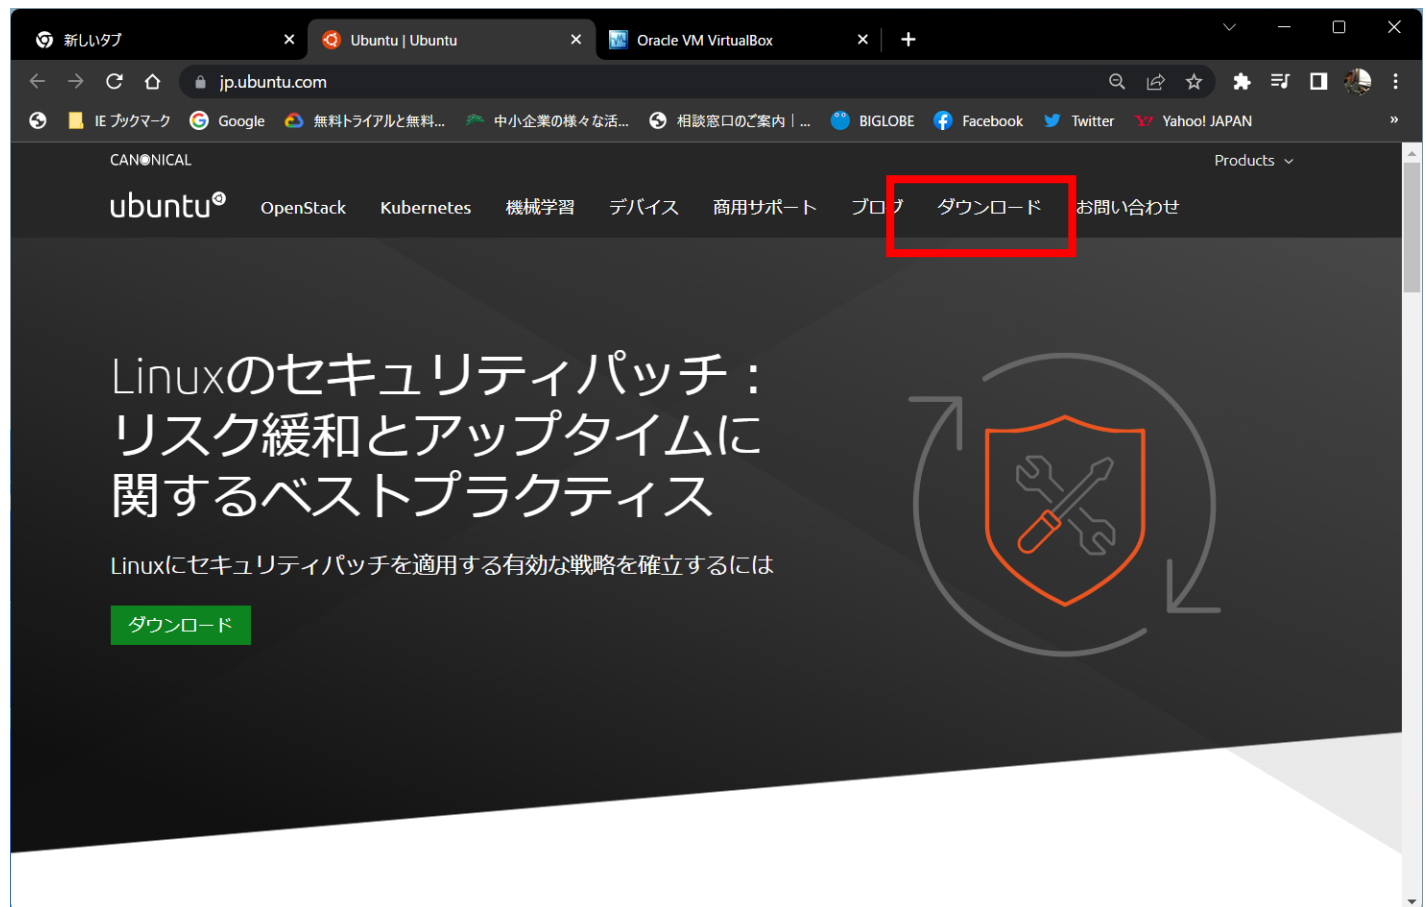 新しいタブ
Ubuntu | Ubuntu
Oracle VM VirtualBox
jp.ubuntu.com
IE ブックマーク
Google
無料トライアルと無料...
中小企業の様々な活...
相談窓口のご案内 | ...
BIGLOBE
Facebook
Twitter
Yahoo! JAPAN
»
CANONICAL
Products
ubuntu
OpenStack
Kubernetes
機械学習
デバイス
商用サポート
ブログ
ダウンロード
お問い合わせ
Linuxのセキュリティパッチ：
リスク緩和とアップタイムに
関するベストプラクティス
Linuxにセキュリティパッチを適用する有効な戦略を確立するには
ダウンロード